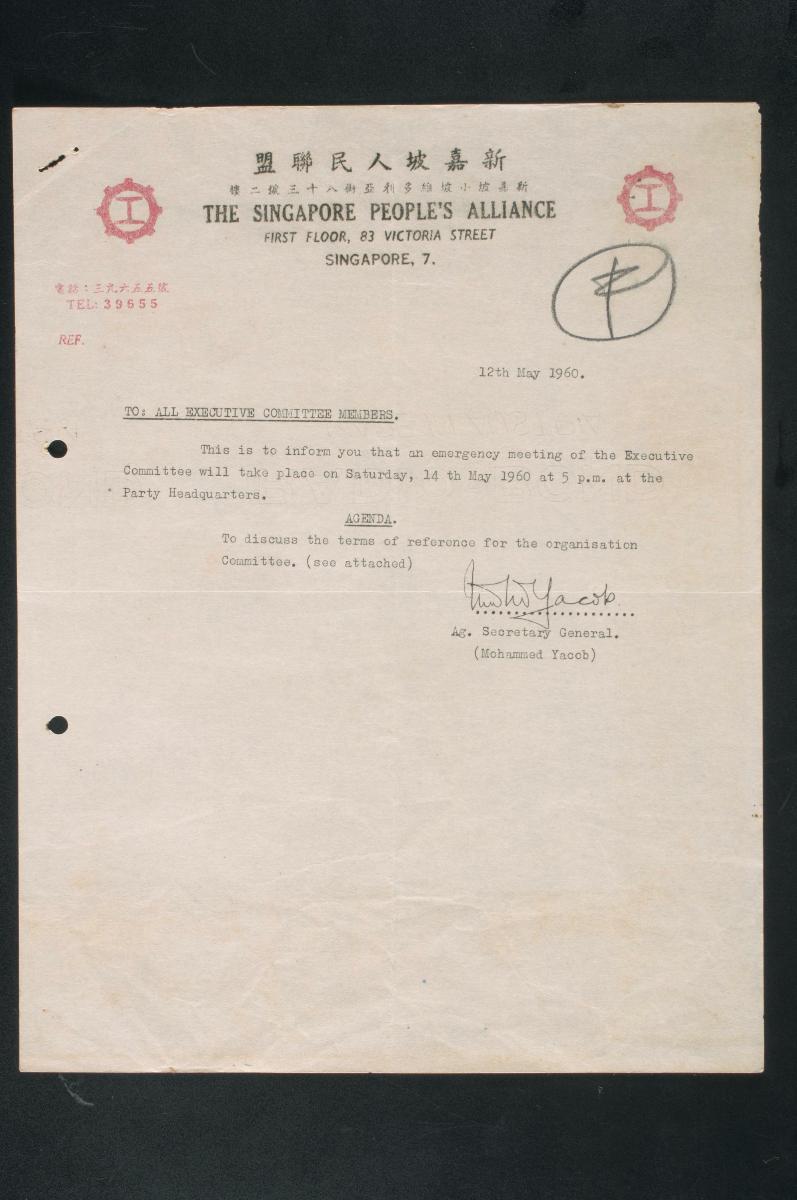 新嘉坡人民聯盟
新嘉坡小坡維多利亞街八十三號二樓
THE SINGAPORE PEOPLE'S ALLIANCE
FIRST FLOOR, 83 VICTORIA STREET
SINGAPORE, 7.
工
工
電話：三九六五五號
TEL: 39655
REF.
12th May 1960.
TO: ALL EXECUTIVE COMMITTEE MEMBERS.
This is to inform you that an emergency meeting of the Executive
Committee will take place on Saturday, 14 th May 1960 at 5 p.m. at the
Party Headquarters.
AGENDA.
To discuss the terms of reference for the organisation
Committee. (see attached)
Yacob
Ag. Secretary General.
(Mohammed Yacob)